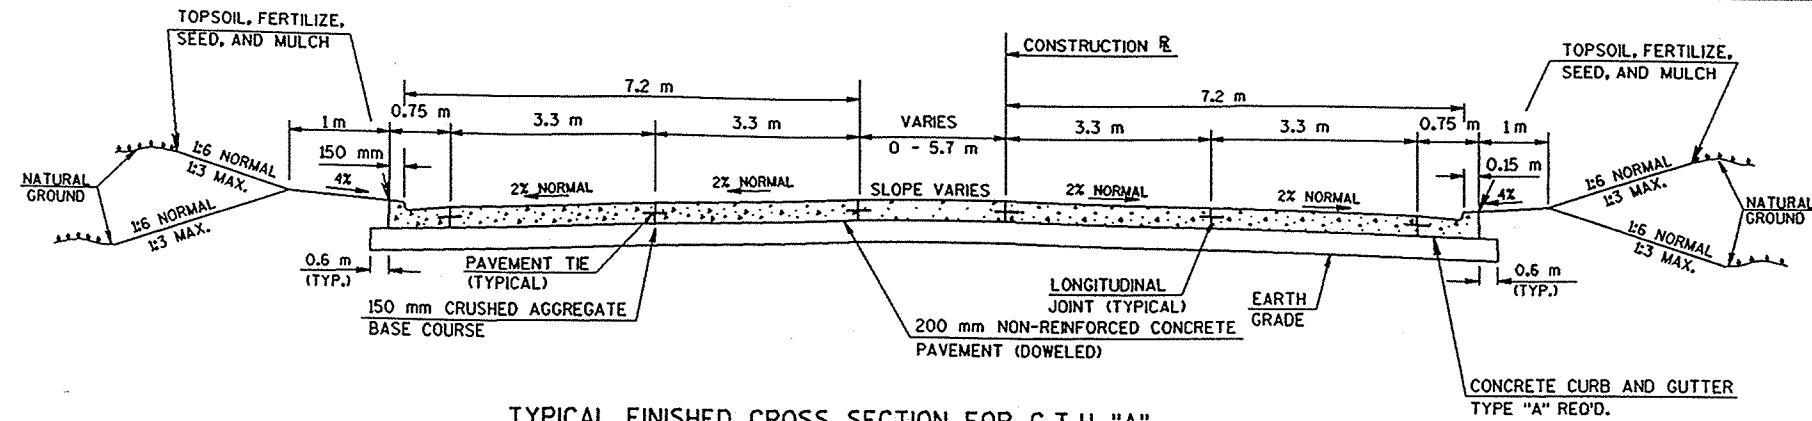 TOPSOIL, FERTILIZE,
SEED, AND MULCH
CONSTRUCTION R̲L
TOPSOIL, FERTILIZE,
SEED, AND MULCH
7.2 m
7.2 m
1 m
0.75 m
3.3 m
3.3 m
VARIES
0 - 5.7 m
3.3 m
3.3 m
0.75 m
1 m
150 mm
0.15 m
1:6 NORMAL
1:3 MAX.
4%
2% NORMAL
2% NORMAL
SLOPE VARIES
2% NORMAL
2% NORMAL
4%
1:6 NORMAL
1:3 MAX.
NATURAL
GROUND
1:6 NORMAL
1:3 MAX.
NATURAL
GROUND
1:6 NORMAL
1:3 MAX.
0.6 m
(TYP.)
PAVEMENT TIE
(TYPICAL)
LONGITUDINAL
JOINT (TYPICAL)
EARTH
GRADE
0.6 m
(TYP.)
150 mm CRUSHED AGGREGATE
BASE COURSE
200 mm NON-REINFORCED CONCRETE
PAVEMENT (DOWELED)
CONCRETE CURB AND GUTTER
TYPE "A" REQ'D.
TYPICAL FINISHED CROSS SECTION FOR C.T.H. "A"